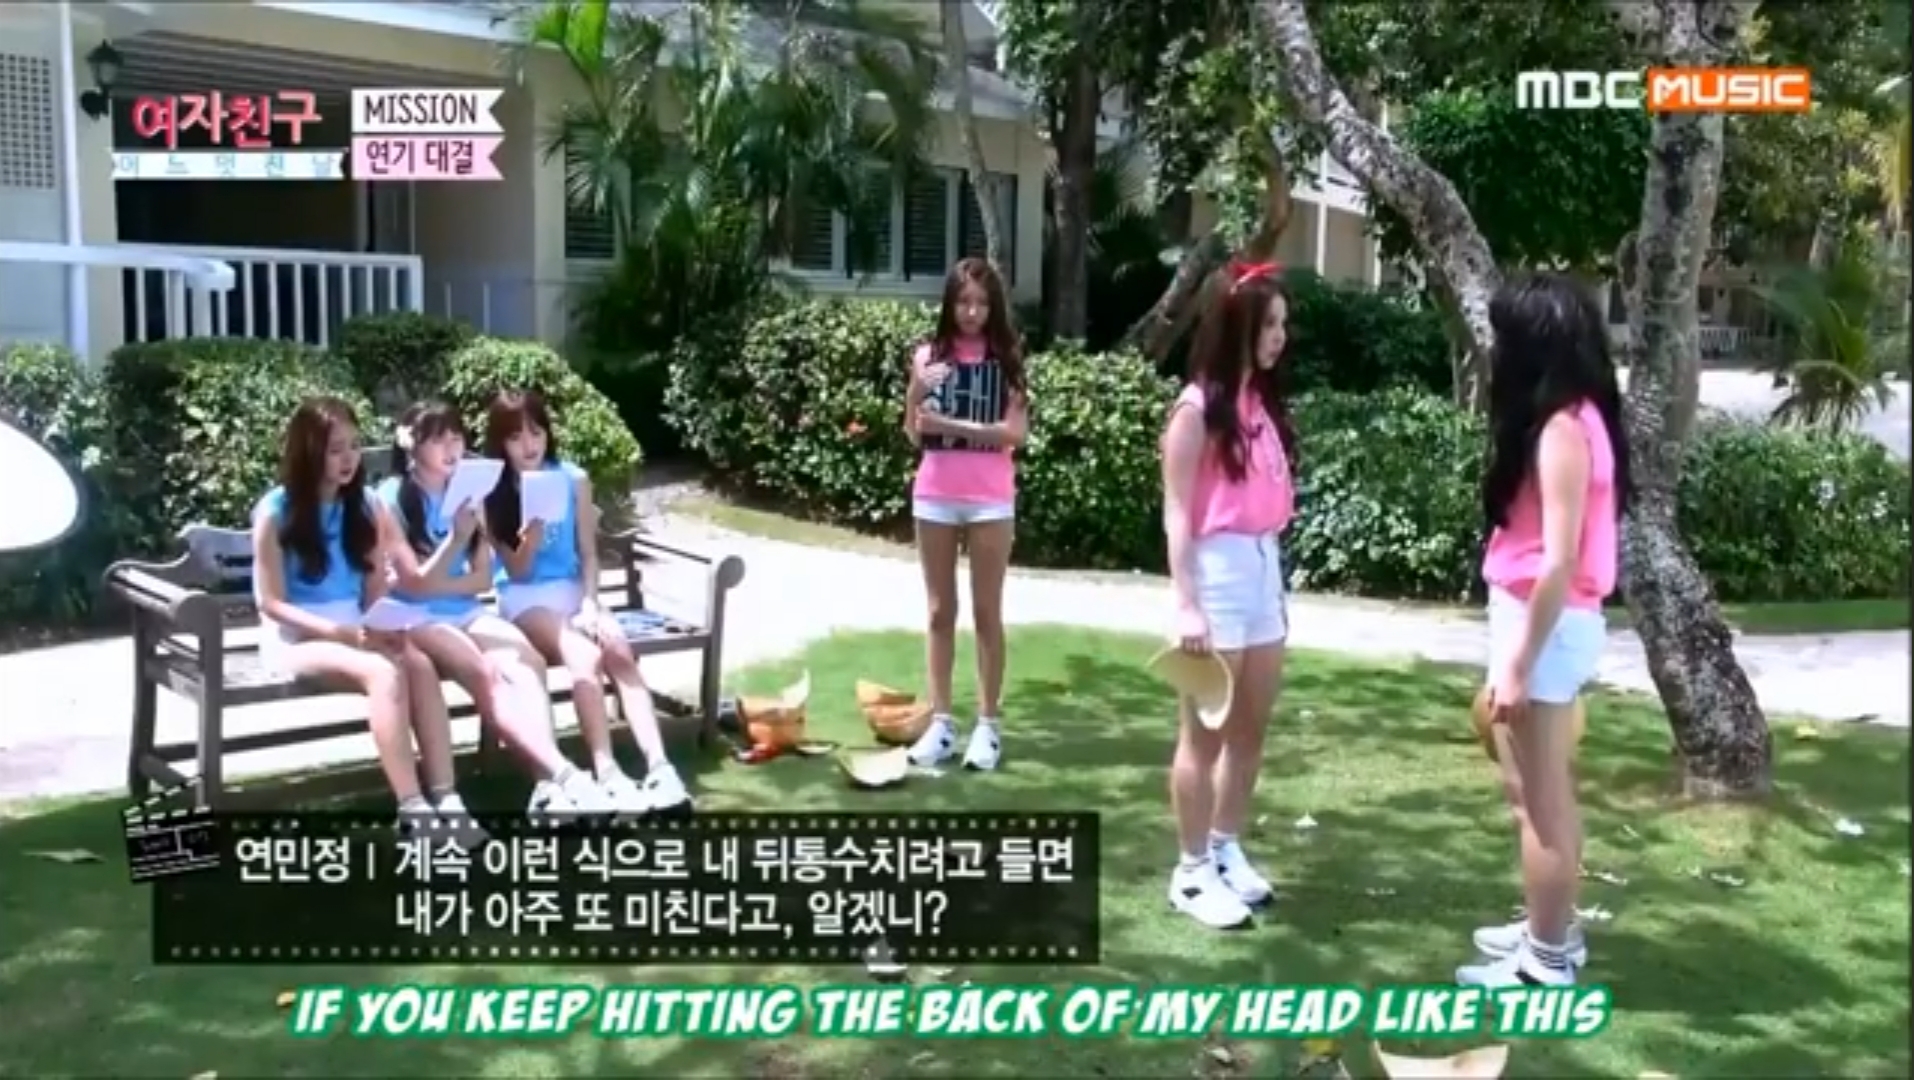 여자친구
어느 멋진 날
MISSION
연기 대결
MBC MUSIC
연민정 | 계속 이런 식으로 내 뒤통수치려고 들면
내가 아주 또 미친다고, 알겠니?
IF YOU KEEP HITTING THE BACK OF MY HEAD LIKE THIS